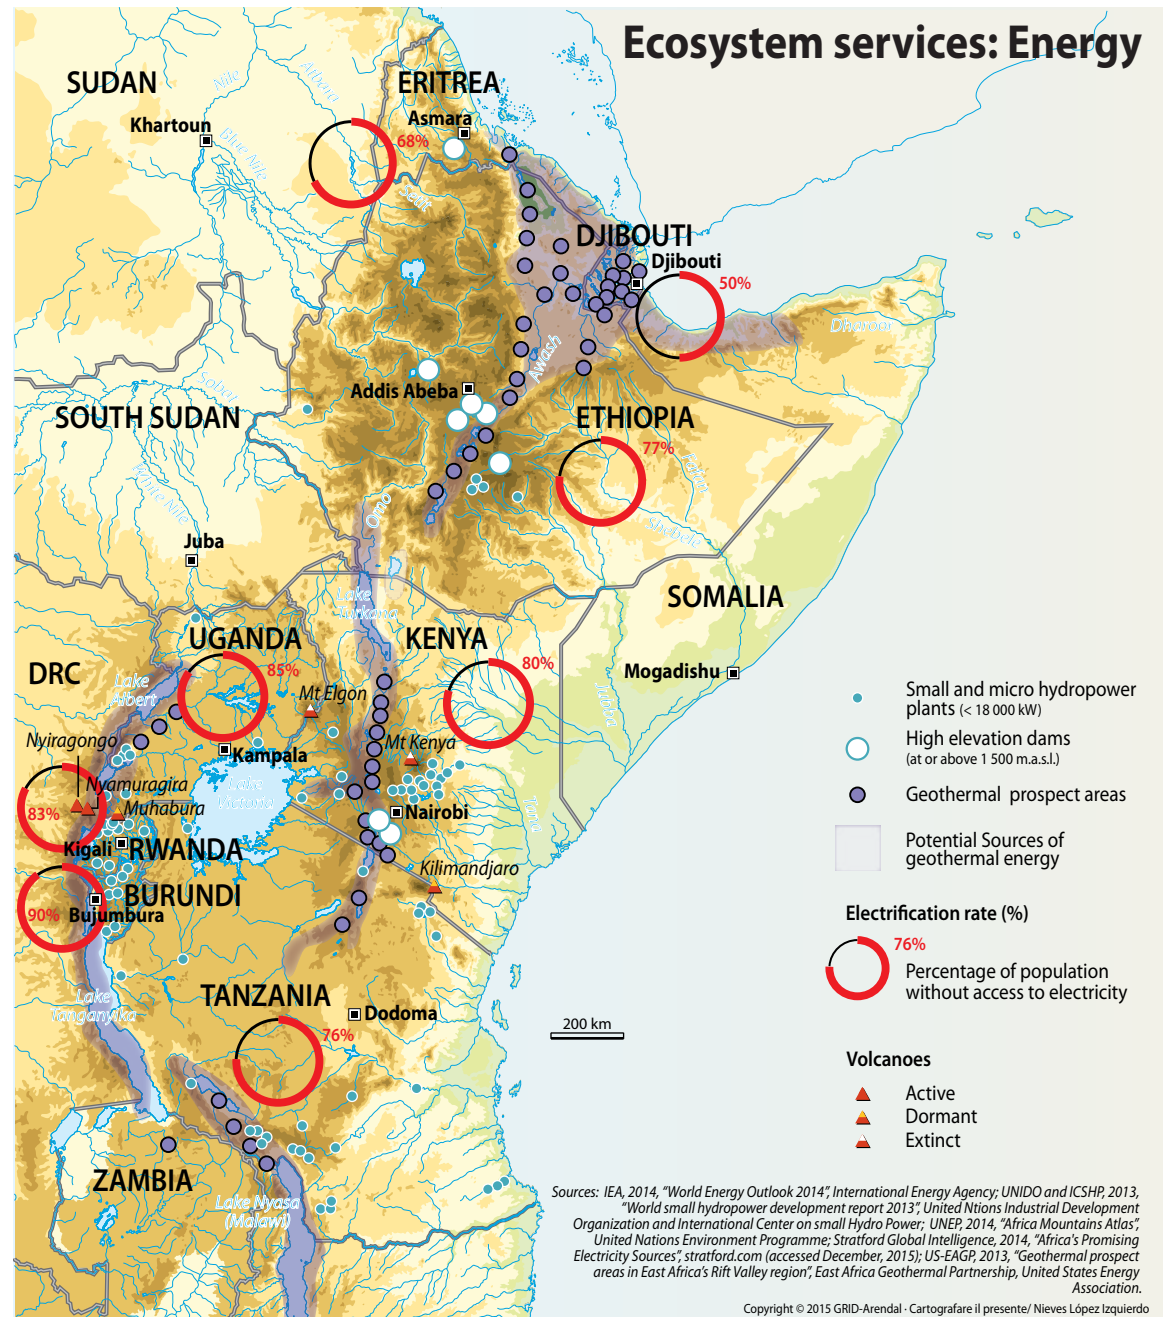 Ecosystem services: Energy
SUDAN
Nile
Atbera
ERITREA
Khartoun
Asmara
Blue Nile
68%
Setit
DJIBOUTI
Djibouti
50%
Dharoor
Awash
Sobat
Addis Abeba
SOUTH SUDAN
ETHIOPIA
77%
Fafan
White Nile
Omo
Shebele
Juba
Lake
Turkana
SOMALIA
UGANDA
KENYA
DRC
85%
80%
Mogadishu
Lake
Albert
Mt Elgon
Jubba
Nyiragongo
Kampala
Mt Kenya
Nyamuragira
Lake
Victoria
Muhabura
83%
Nairobi
Tana
Kigali
RWANDA
Kilimandjaro
BURUNDI
90%
Bujumbura
Lake
Tanganyika
TANZANIA
Dodoma
76%
200 km
ZAMBIA
Lake Nyasa
(Malawi)
Small and micro hydropower
plants (< 18 000 kW)
High elevation dams
(at or above 1 500 m.a.s.l.)
Geothermal prospect areas
Potential Sources of
geothermal energy
Electrification rate (%)
76%
Percentage of population
without access to electricity
Volcanoes
Active
Dormant
Extinct
Sources: IEA, 2014, “World Energy Outlook 2014”, International Energy Agency; UNIDO and ICSHP, 2013,
“World small hydropower development report 2013”, United Ntions Industrial Development
Organization and International Center on small Hydro Power; UNEP, 2014, “Africa Mountains Atlas”,
United Nations Environment Programme; Stratford Global Intelligence, 2014, “Africa's Promising
Electricity Sources”, stratford.com (accessed December, 2015); US-EAGP, 2013, “Geothermal prospect
areas in East Africa’s Rift Valley region”, East Africa Geothermal Partnership, United States Energy
Association.
Copyright © 2015 GRID-Arendal · Cartografare il presente/ Nieves López Izquierdo